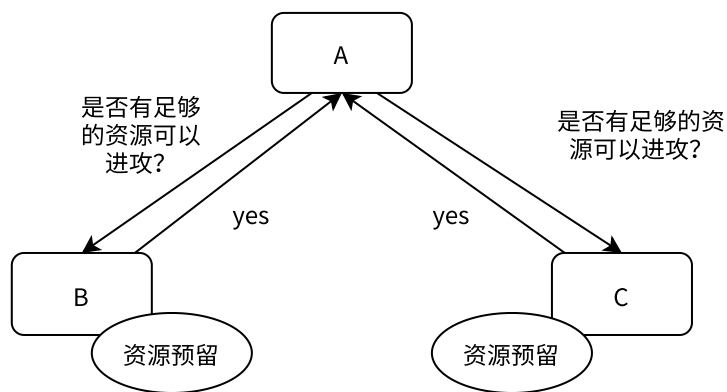 A
是否有足够
的资源可以
进攻？
是否有足够的资
源可以进攻？
yes
yes
B
C
资源预留
资源预留